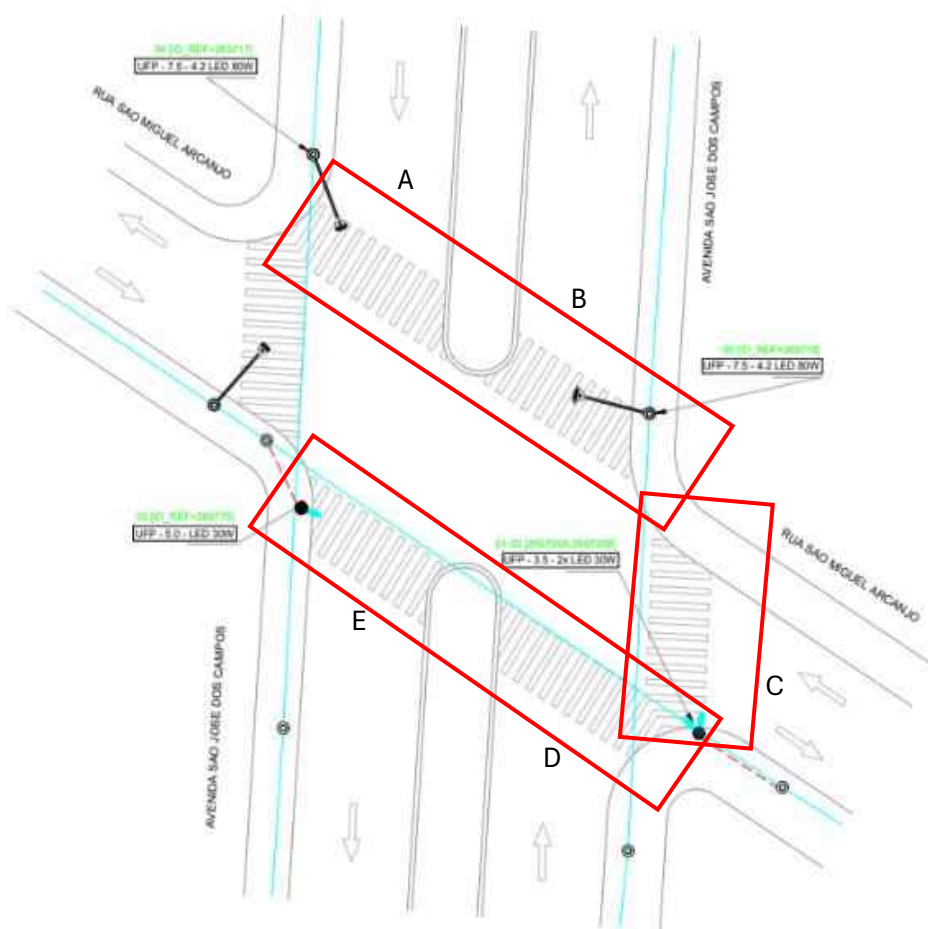 UFP - 7.5 - 4.2 LED 80W
RUA SAO MIGUEL ARCANJO
AVENIDA SAO JOSE DOS CAMPOS
A
B
UFP - 7.5 - 4.2 LED 80W
UFP - 5.0 - LED 30W
UFP - 3.5 - 2x LED 30W
RUA SAO MIGUEL ARCANJO
E
C
D
AVENIDA SAO JOSE DOS CAMPOS